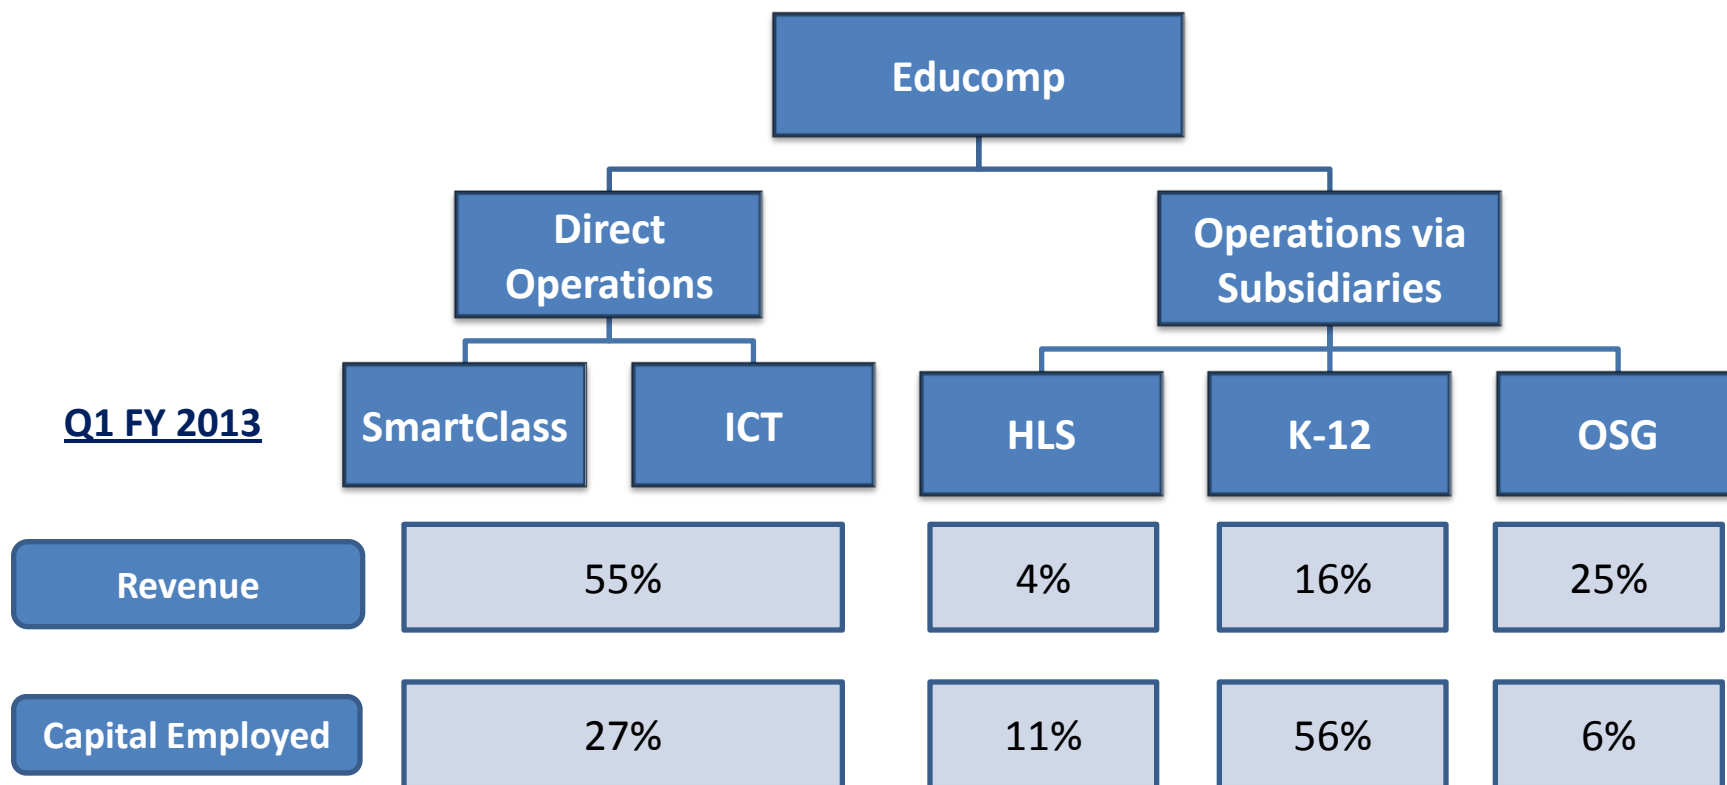 Educomp
Direct
Operations
Operations via
Subsidiaries
Q1 FY 2013
SmartClass
ICT
HLS
K-12
OSG
Revenue
55%
4%
16%
25%
Capital Employed
27%
11%
56%
6%